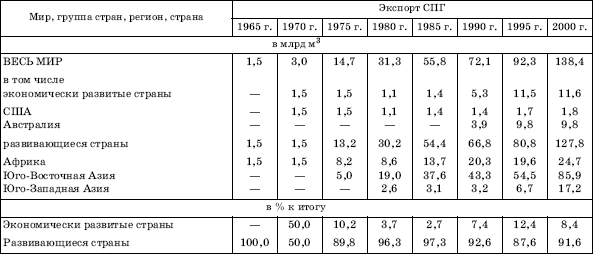 Мир, группа стран, регион, страна
Экспорт СПГ
1965 г. 1970 г. 1975 г. 1980 г. 1985 г. 1990 г. 1995 г. 2000 г.
в млрд м³
ВЕСЬ МИР 1,5 3,0 14,7 31,3 55,8 72,1 92,3 138,4
в том числе
экономически развитые страны — 1,5 1,5 1,1 1,4 5,3 11,5 11,6
США — 1,5 1,5 1,1 1,4 1,4 1,7 1,8
Австралия — — — — — 3,9 9,8 9,8
развивающиеся страны 1,5 1,5 13,2 30,2 54,4 66,8 80,8 127,8
Африка 1,5 1,5 8,2 8,6 13,7 20,3 19,6 24,7
Юго-Восточная Азия — — 5,0 19,0 37,6 43,3 54,5 85,9
Юго-Западная Азия — — — 2,6 3,1 3,2 6,7 17,2
в % к итогу
Экономически развитые страны — 50,0 10,2 3,7 2,7 7,4 12,4 8,4
Развивающиеся страны 100,0 50,0 89,8 96,3 97,3 92,6 87,6 91,6